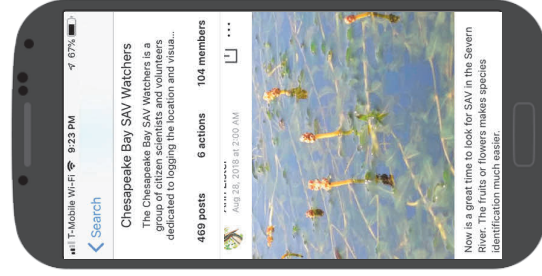 T-Mobile Wi-Fi 9:23 PM 67%
Search
Chesapeake Bay SAV Watchers
The Chesapeake Bay SAV Watchers is a
group of citizen scientists and volunteers
dedicated to logging the location and visua...
469 posts 6 actions 104 members
Aug 28, 2018 at 2:00 AM
Now is a great time to look for SAV in the Severn
River. The fruits or flowers makes species
identification much easier.